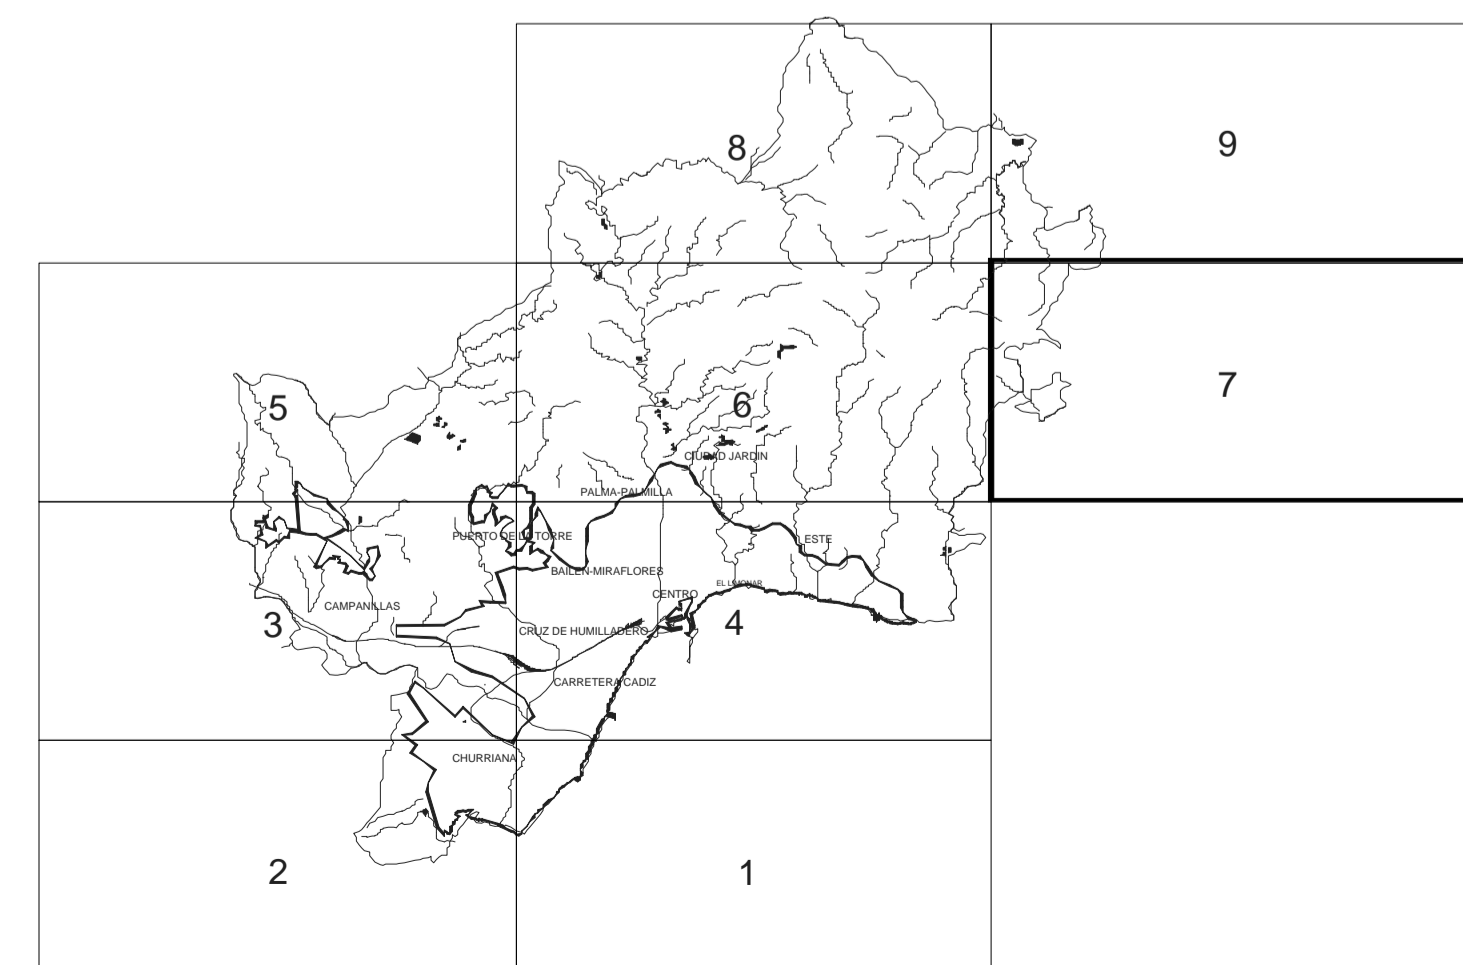 8
9
5
6
7
CIUDAD JARDIN
PALMA-PALMILLA
PUERTO DE LA TORRE
ESTE
BAILEN-MIRAFLORES
EL LIMONAR
CENTRO
CAMPANILLAS
3
CRUZ DE HUMILLADERO
4
CARRETERA CADIZ
CHURRIANA
2
1